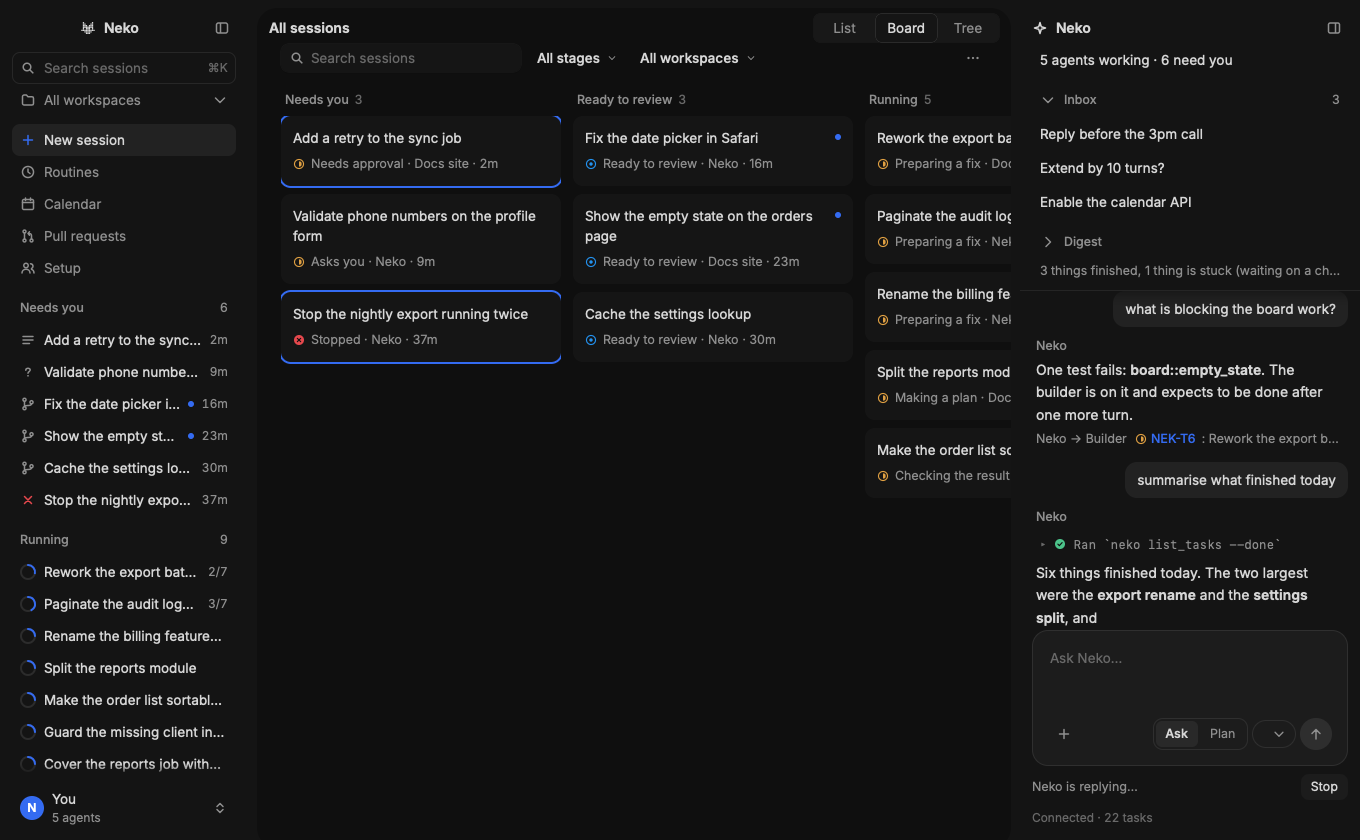 Neko
Search sessions ⌘K
All workspaces
New session
Routines
Calendar
Pull requests
Setup
Needs you 6
Add a retry to the sync... 2m
? Validate phone numbe... 9m
Fix the date picker i... 16m
Show the empty st... 23m
Cache the settings lo... 30m
Stop the nightly expo... 37m
Running 9
Rework the export bat... 2/7
Paginate the audit log... 3/7
Rename the billing feature...
Split the reports module
Make the order list sortabl...
Guard the missing client in...
Cover the reports job with...
N
You
5 agents
All sessions
List Board Tree
Search sessions
All stages
All workspaces
Needs you 3
Add a retry to the sync job
Needs approval · Docs site · 2m
Validate phone numbers on the profile
form
Asks you · Neko · 9m
Stop the nightly export running twice
Stopped · Neko · 37m
Ready to review 3
Fix the date picker in Safari
Ready to review · Neko · 16m
Show the empty state on the orders
page
Ready to review · Docs site · 23m
Cache the settings lookup
Ready to review · Neko · 30m
Running 5
Rework the export ba
Preparing a fix · Doc
Paginate the audit log
Preparing a fix · Nek
Rename the billing fe
Preparing a fix · Nek
Split the reports mod
Making a plan · Doc
Make the order list so
Checking the result
Neko
5 agents working · 6 need you
Inbox 3
Reply before the 3pm call
Extend by 10 turns?
Enable the calendar API
Digest
3 things finished, 1 thing is stuck (waiting on a ch...
what is blocking the board work?
Neko
One test fails: board::empty_state. The
builder is on it and expects to be done after
one more turn.
Neko → Builder NEK-T6 : Rework the export b...
summarise what finished today
Neko
Ran `neko list_tasks --done`
Six things finished today. The two largest
were the export rename and the settings
split, and
Ask Neko...
Ask Plan
Neko is replying... Stop
Connected · 22 tasks